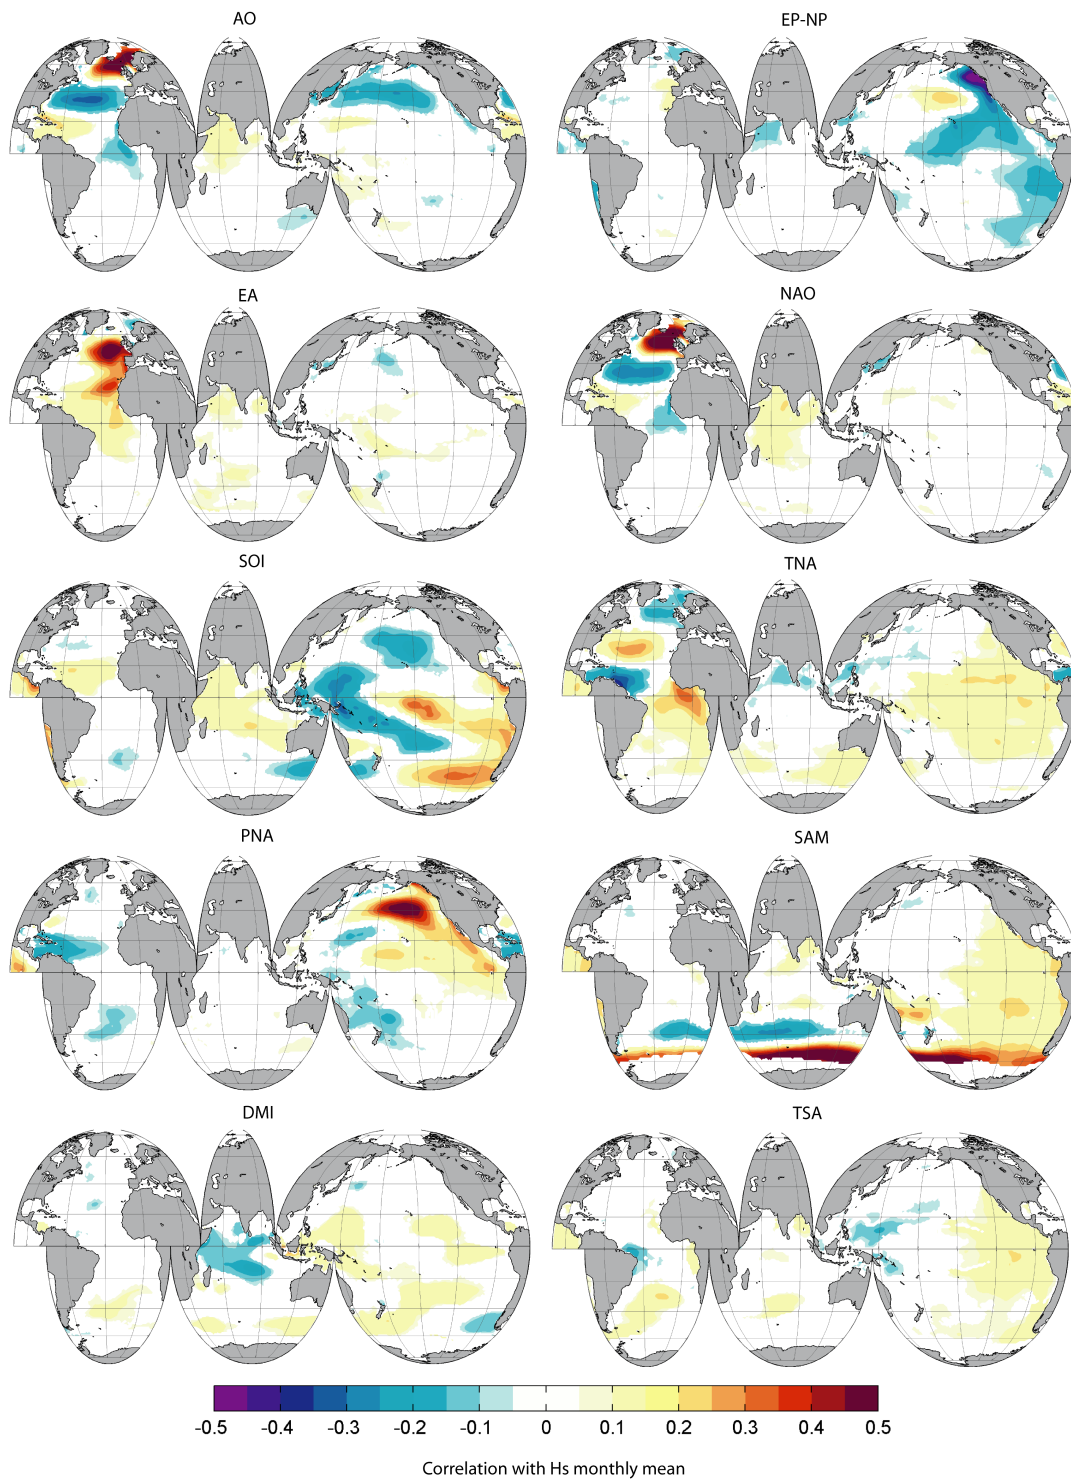 AO
EP-NP
EA
NAO
SOI
TNA
PNA
SAM
DMI
TSA
-0.5 -0.4 -0.3 -0.2 -0.1 0 0.1 0.2 0.3 0.4 0.5
Correlation with Hs monthly mean